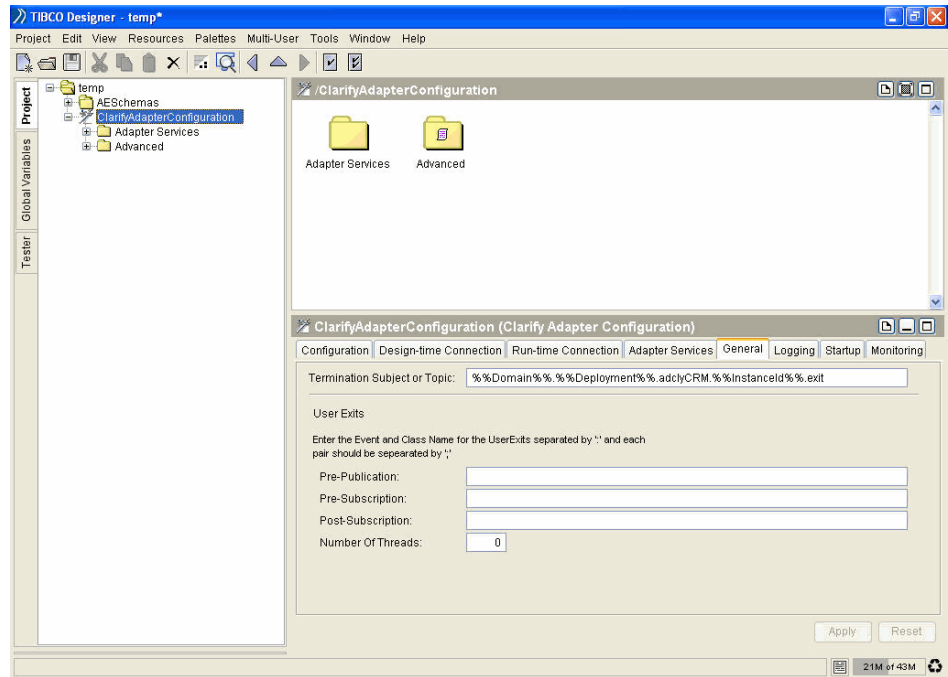 TIBCO Designer - temp*
Project Edit View Resources Palettes Multi-User Tools Window Help
Project
Global Variables
Tester
temp
AESchemas
ClarifyAdapterConfiguration
Adapter Services
Advanced
/ClarifyAdapterConfiguration
Adapter Services
Advanced
ClarifyAdapterConfiguration (Clarify Adapter Configuration)
Configuration Design-time Connection Run-time Connection Adapter Services General Logging Startup Monitoring
Termination Subject or Topic: %%Domain%%.%%Deployment%%.adclyCRM.%%InstanceId%%.exit
User Exits
Enter the Event and Class Name for the UserExits separated by ':' and each
pair should be sepearated by ';'
Pre-Publication:
Pre-Subscription:
Post-Subscription:
Number Of Threads: 0
Apply Reset
21M of 43M